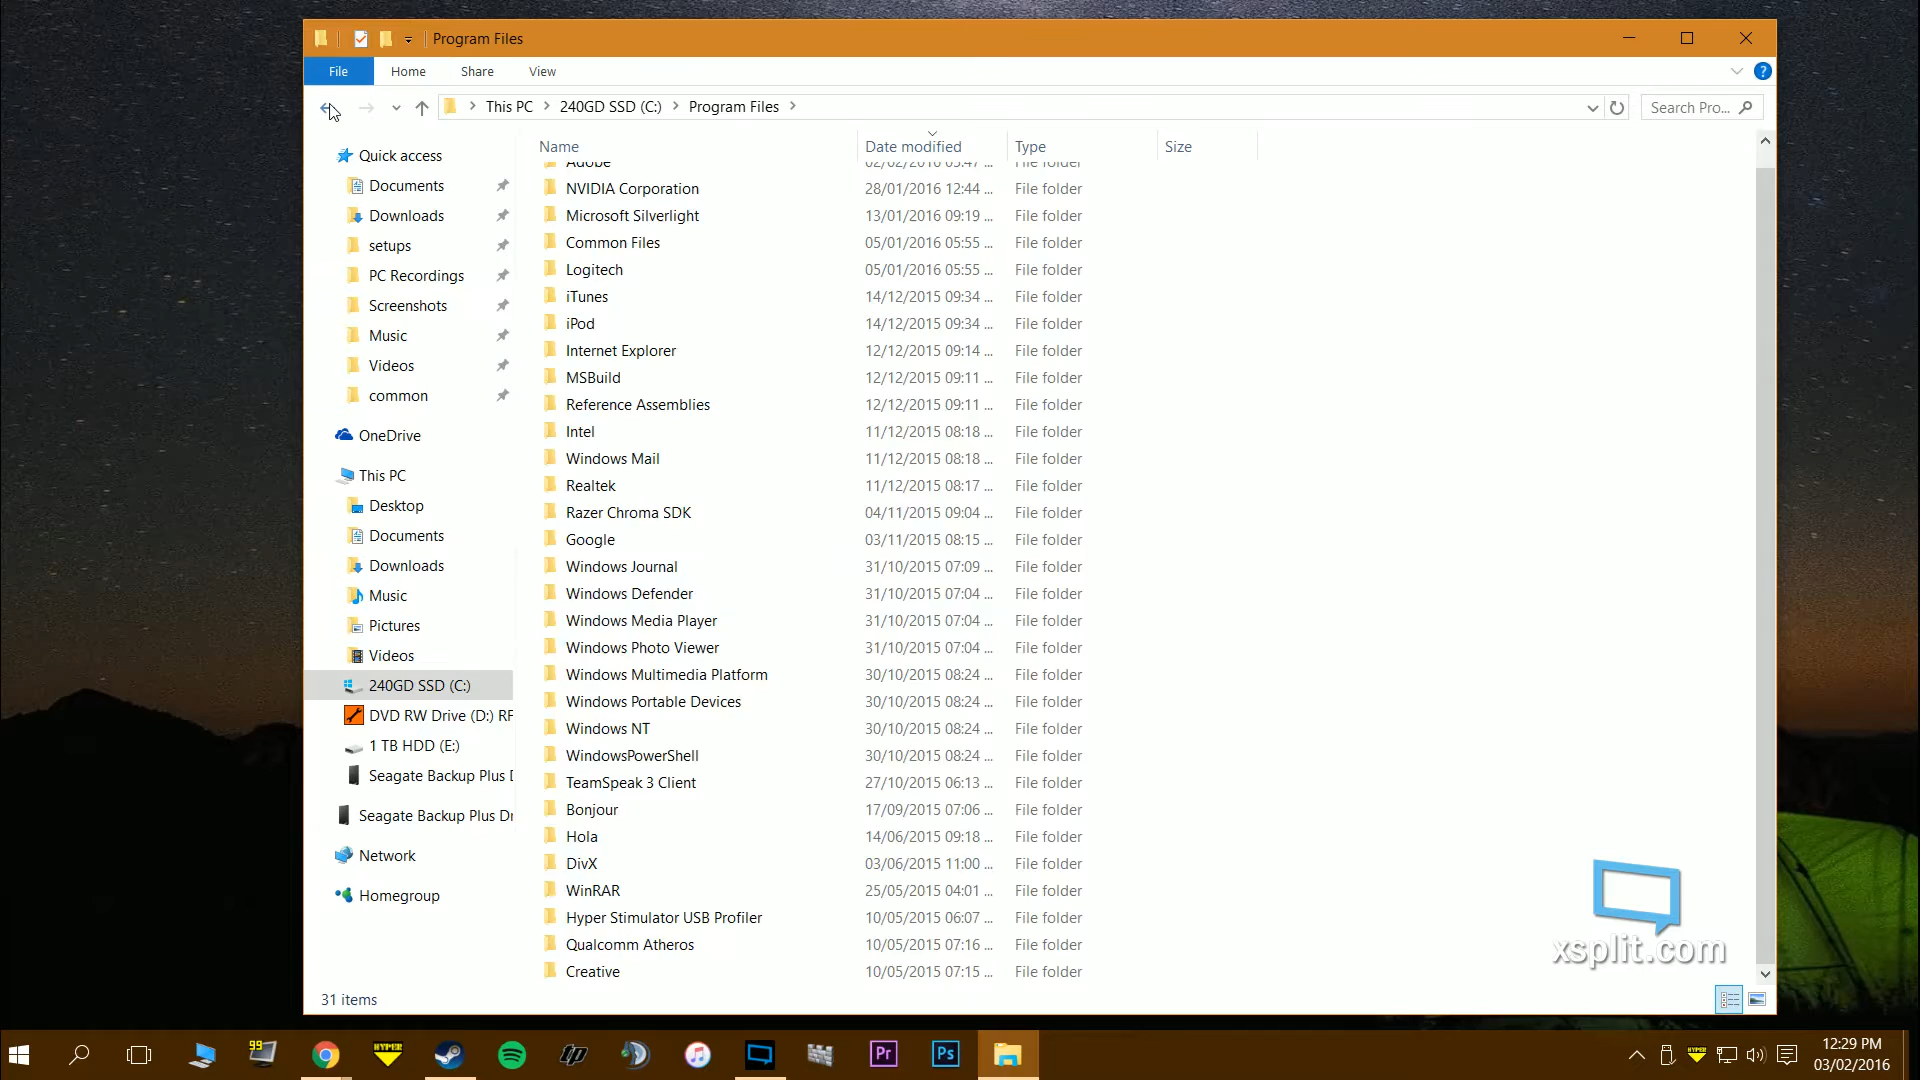 Program Files
File Home Share View
This PC 240GD SSD (C:) Program Files
Search Pro...
Name Date modified Type Size
Quick access
Documents
Downloads
setups
PC Recordings
Screenshots
Music
Videos
common
OneDrive
This PC
Desktop
Documents
Downloads
Music
Pictures
Videos
240GD SSD (C:)
DVD RW Drive (D:) RF
1 TB HDD (E:)
Seagate Backup Plus D
Seagate Backup Plus Dr
Network
Homegroup
Adobe 02/02/2016 05:47 ... File folder
NVIDIA Corporation 28/01/2016 12:44 ... File folder
Microsoft Silverlight 13/01/2016 09:19 ... File folder
Common Files 05/01/2016 05:55 ... File folder
Logitech 05/01/2016 05:55 ... File folder
iTunes 14/12/2015 09:34 ... File folder
iPod 14/12/2015 09:34 ... File folder
Internet Explorer 12/12/2015 09:14 ... File folder
MSBuild 12/12/2015 09:11 ... File folder
Reference Assemblies 12/12/2015 09:11 ... File folder
Intel 11/12/2015 08:18 ... File folder
Windows Mail 11/12/2015 08:18 ... File folder
Realtek 11/12/2015 08:17 ... File folder
Razer Chroma SDK 04/11/2015 09:04 ... File folder
Google 03/11/2015 08:15 ... File folder
Windows Journal 31/10/2015 07:09 ... File folder
Windows Defender 31/10/2015 07:04 ... File folder
Windows Media Player 31/10/2015 07:04 ... File folder
Windows Photo Viewer 31/10/2015 07:04 ... File folder
Windows Multimedia Platform 30/10/2015 08:24 ... File folder
Windows Portable Devices 30/10/2015 08:24 ... File folder
Windows NT 30/10/2015 08:24 ... File folder
WindowsPowerShell 30/10/2015 08:24 ... File folder
TeamSpeak 3 Client 27/10/2015 06:13 ... File folder
Bonjour 17/09/2015 07:06 ... File folder
Hola 14/06/2015 09:18 ... File folder
DivX 03/06/2015 11:00 ... File folder
WinRAR 25/05/2015 04:01 ... File folder
Hyper Stimulator USB Profiler 10/05/2015 06:07 ... File folder
Qualcomm Atheros 10/05/2015 07:16 ... File folder
Creative 10/05/2015 07:15 ... File folder
xsplit.com
31 items
99
HYPER
Pr
Ps
HYPER
12:29 PM
03/02/2016